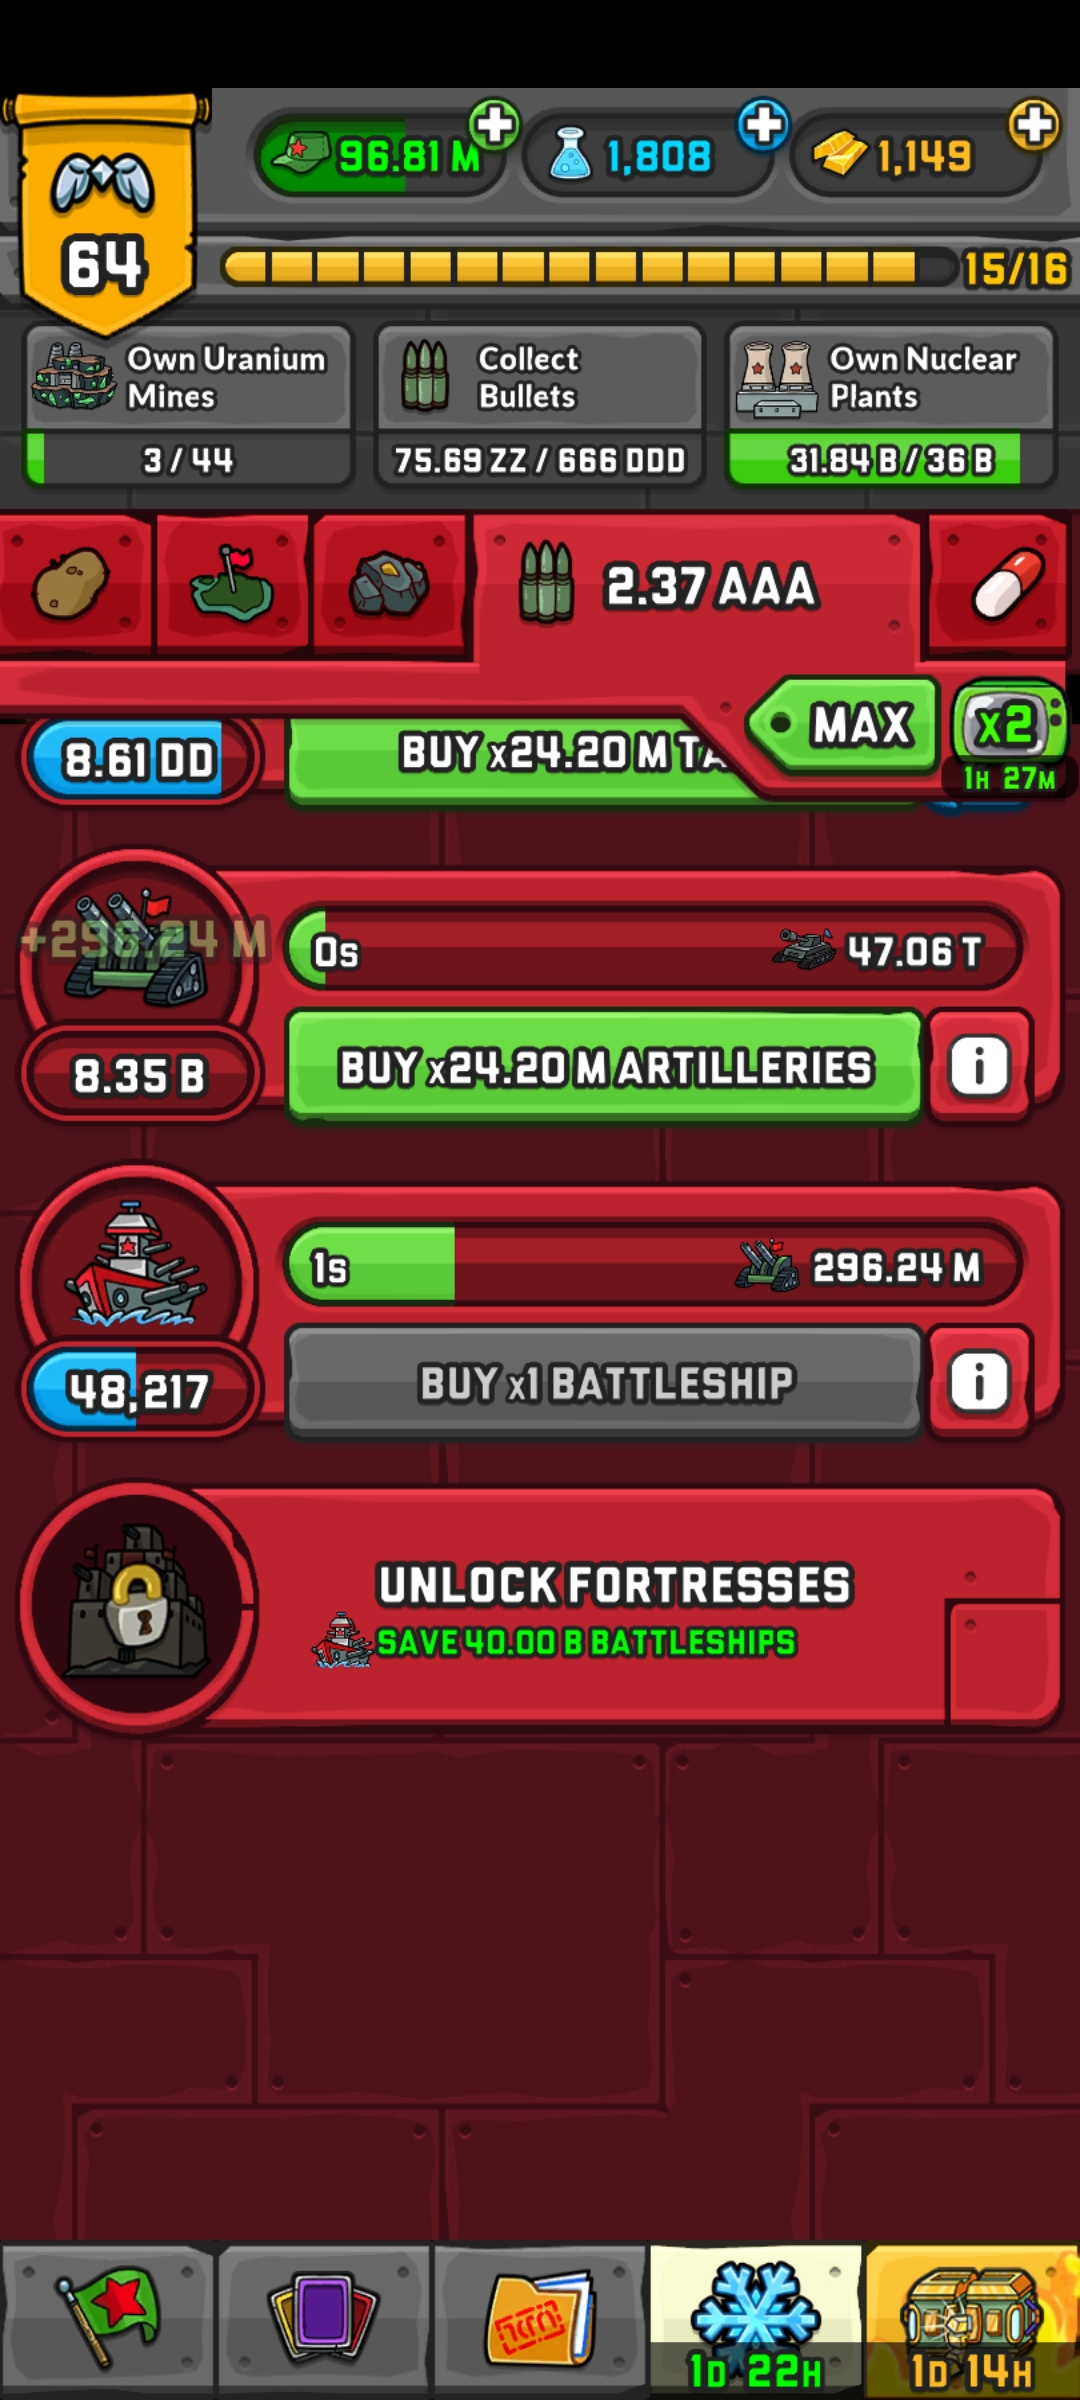 64
96.81 M
1,808
1,149
15/16
Own Uranium
Mines
3 / 44
Collect
Bullets
75.69 ZZ / 666 DDD
Own Nuclear
Plants
31.84 B / 36 B
2.37 AAA
MAX
x2
1H 27M
8.61 DD
BUY x24.20 M TA
+296.24 M
0s
47.06 T
8.35 B
BUY x24.20 M ARTILLERIES
i
1s
296.24 M
48,217
BUY x1 BATTLESHIP
i
UNLOCK FORTRESSES
SAVE 40.00 B BATTLESHIPS
1D 22H
1D 14H